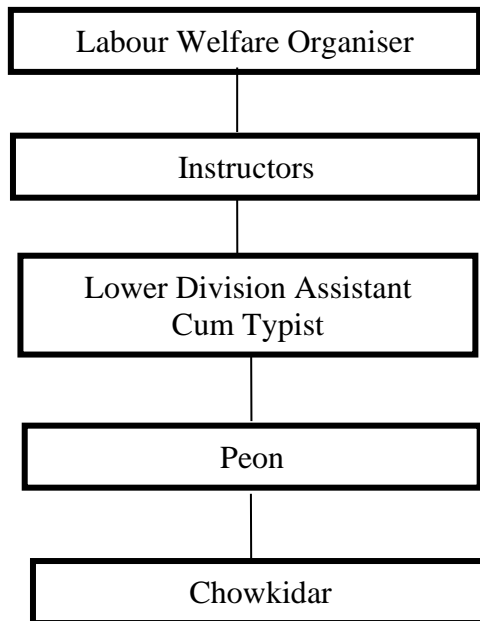 Labour Welfare Organiser
Instructors
Lower Division Assistant
Cum Typist
Peon
Chowkidar